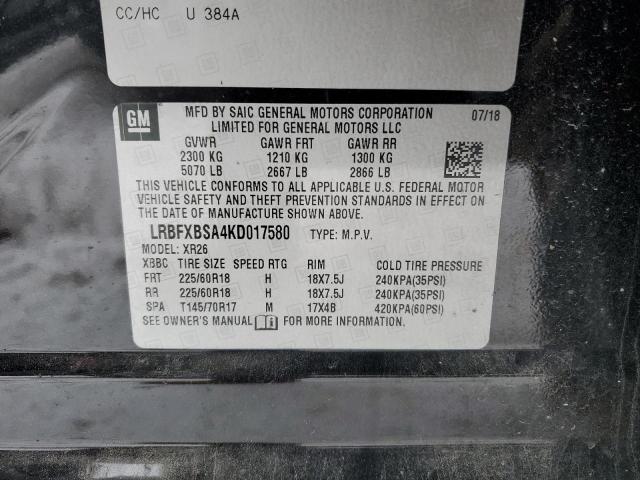 CC/HC U 384A
GM
MFD BY SAIC GENERAL MOTORS CORPORATION 07/18
LIMITED FOR GENERAL MOTORS LLC
GVWR GAWR FRT GAWR RR
2300 KG 1210 KG 1300 KG
5070 LB 2667 LB 2866 LB
THIS VEHICLE CONFORMS TO ALL APPLICABLE U.S. FEDERAL MOTOR
VEHICLE SAFETY, BUMPER, AND THEFT PREVENTION STANDARDS IN EFFECT ON
THE DATE OF MANUFACTURE SHOWN ABOVE.
LRBFXBSA4KD017580 TYPE: M.P.V.
MODEL: XR26
XBBC TIRE SIZE SPEED RTG RIM COLD TIRE PRESSURE
FRT 225/60R18 H 18X7.5J 240KPA(35PSI)
RR 225/60R18 H 18X7.5J 240KPA(35PSI)
SPA T145/70R17 M 17X4B 420KPA(60PSI)
SEE OWNER'S MANUAL FOR MORE INFORMATION